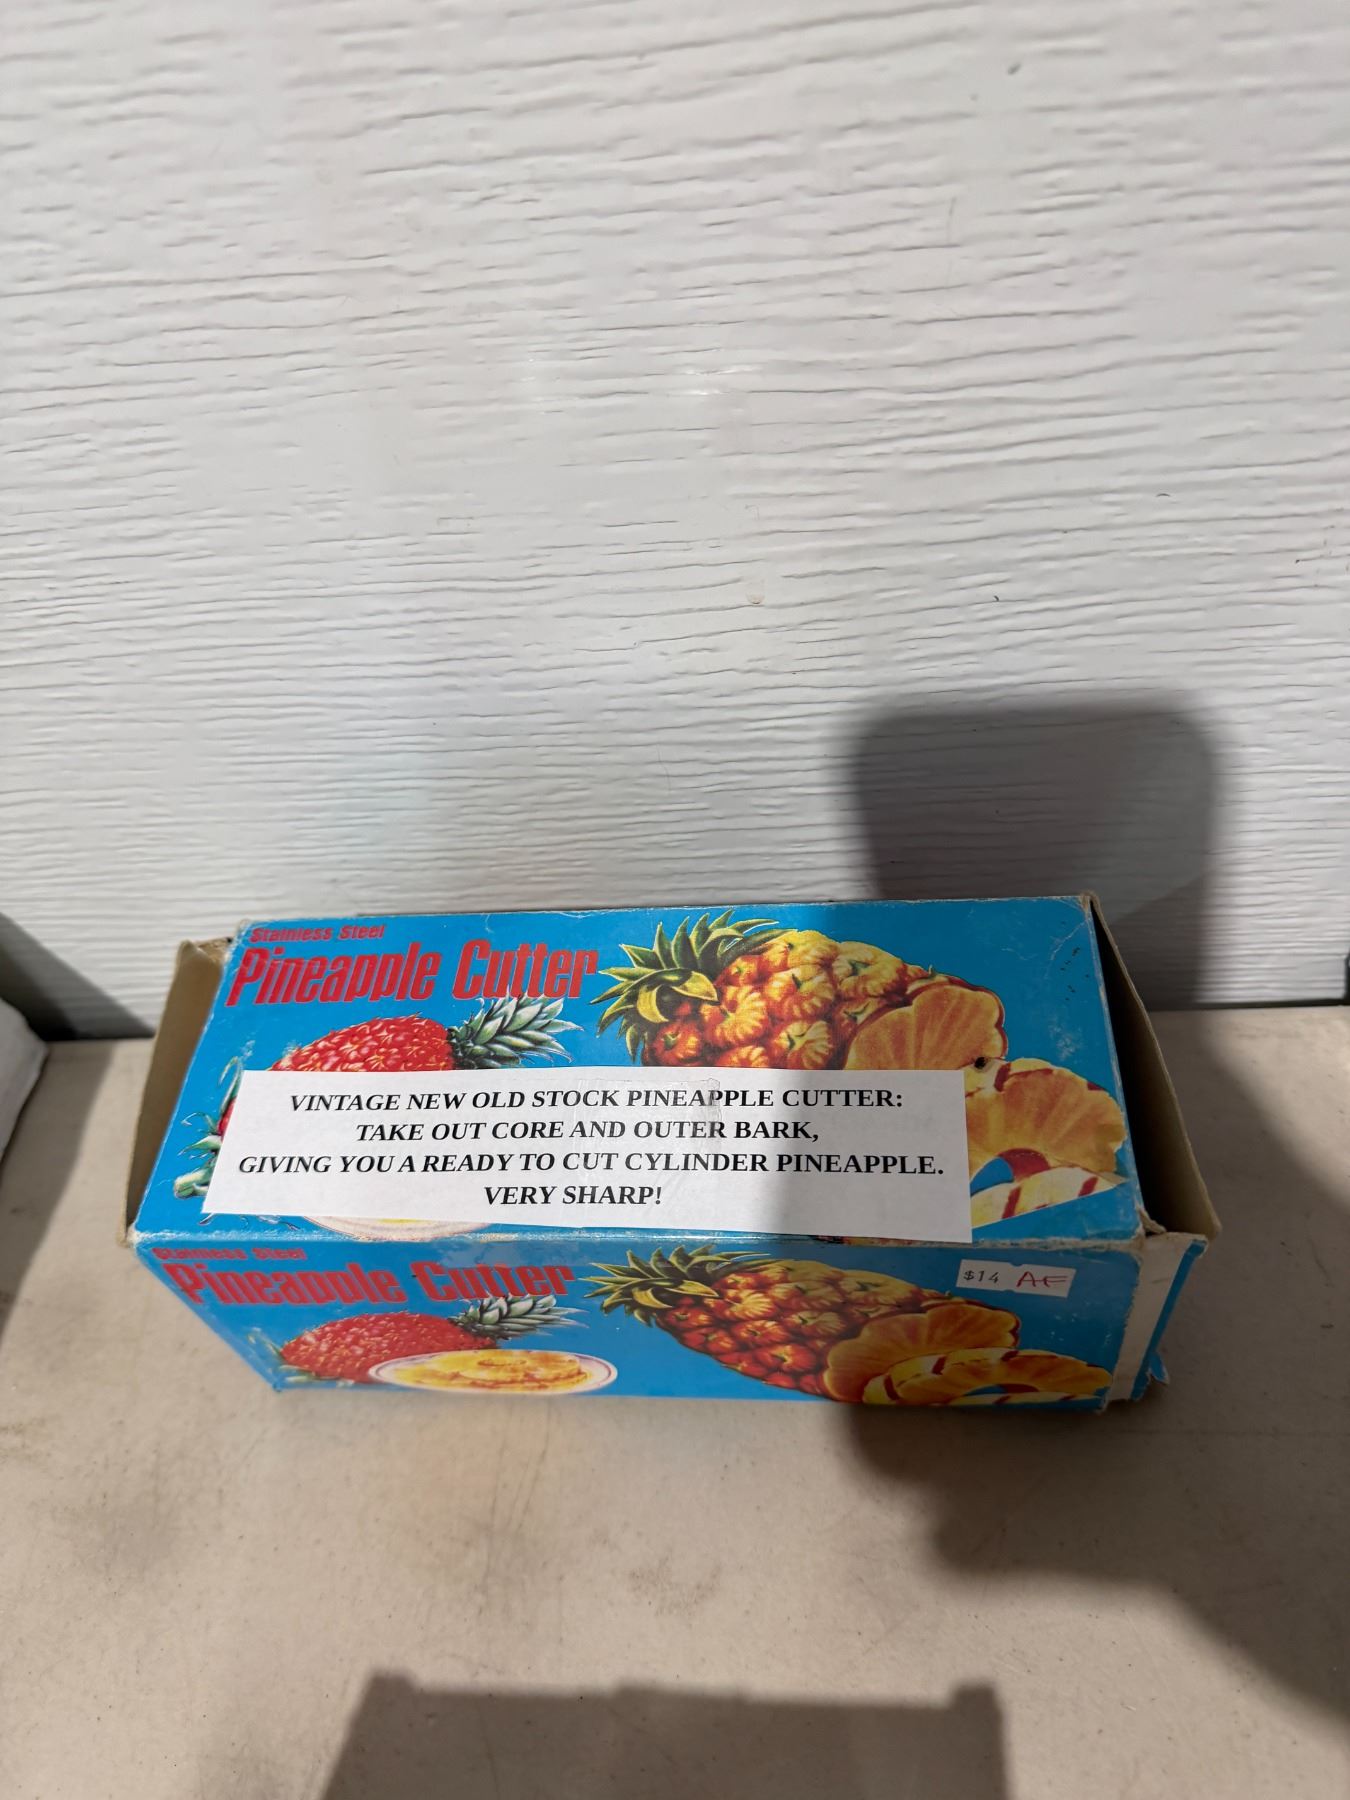 Stainless Steel
Pineapple Cutter
VINTAGE NEW OLD STOCK PINEAPPLE CUTTER:
TAKE OUT CORE AND OUTER BARK,
GIVING YOU A READY TO CUT CYLINDER PINEAPPLE.
VERY SHARP!
Stainless Steel
Pineapple Cutter
$14 AF